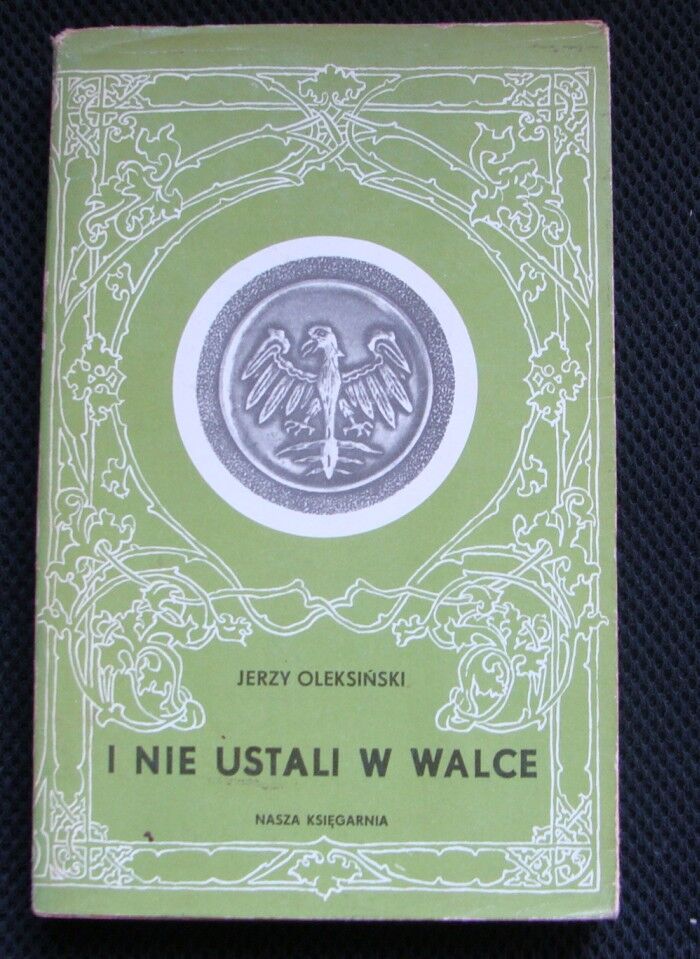 JERZY OLEKSIŃSKI
I NIE USTALI W WALCE
NASZA KSIĘGARNIA